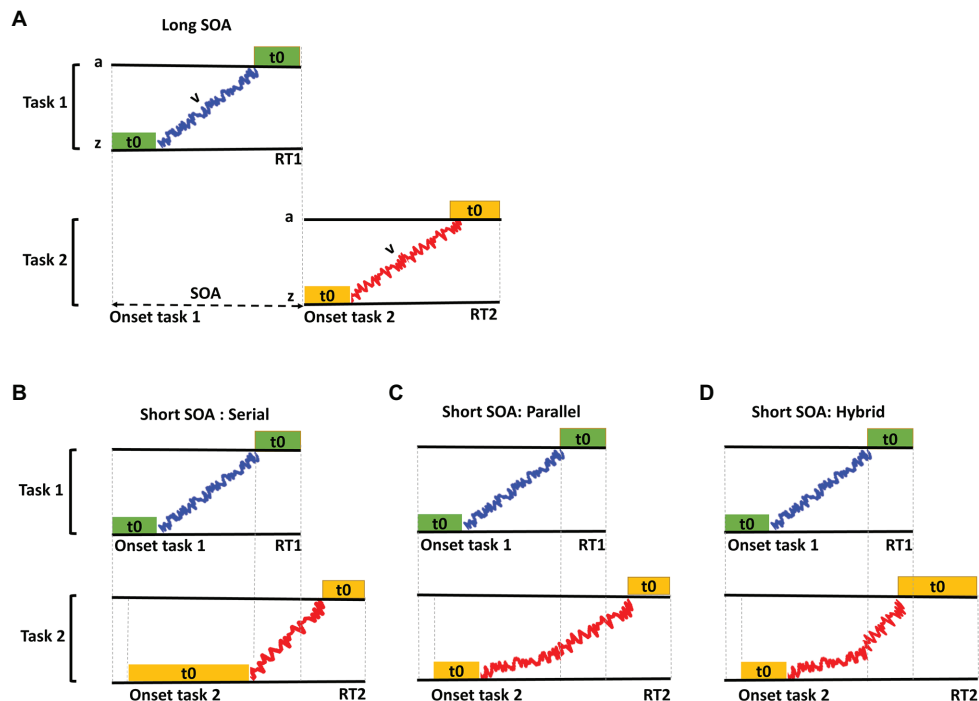 A
Long SOA
t0
a
Task 1
v
t0
z
RT1
t0
a
Task 2
v
SOA
t0
z
Onset task 1
Onset task 2
RT2
B
C
D
Short SOA : Serial
Short SOA: Parallel
Short SOA: Hybrid
t0
t0
t0
Task 1
t0
t0
t0
Onset task 1
RT1
Onset task 1
RT1
Onset task 1
RT1
t0
t0
t0
Task 2
t0
t0
t0
Onset task 2
RT2
Onset task 2
RT2
Onset task 2
RT2